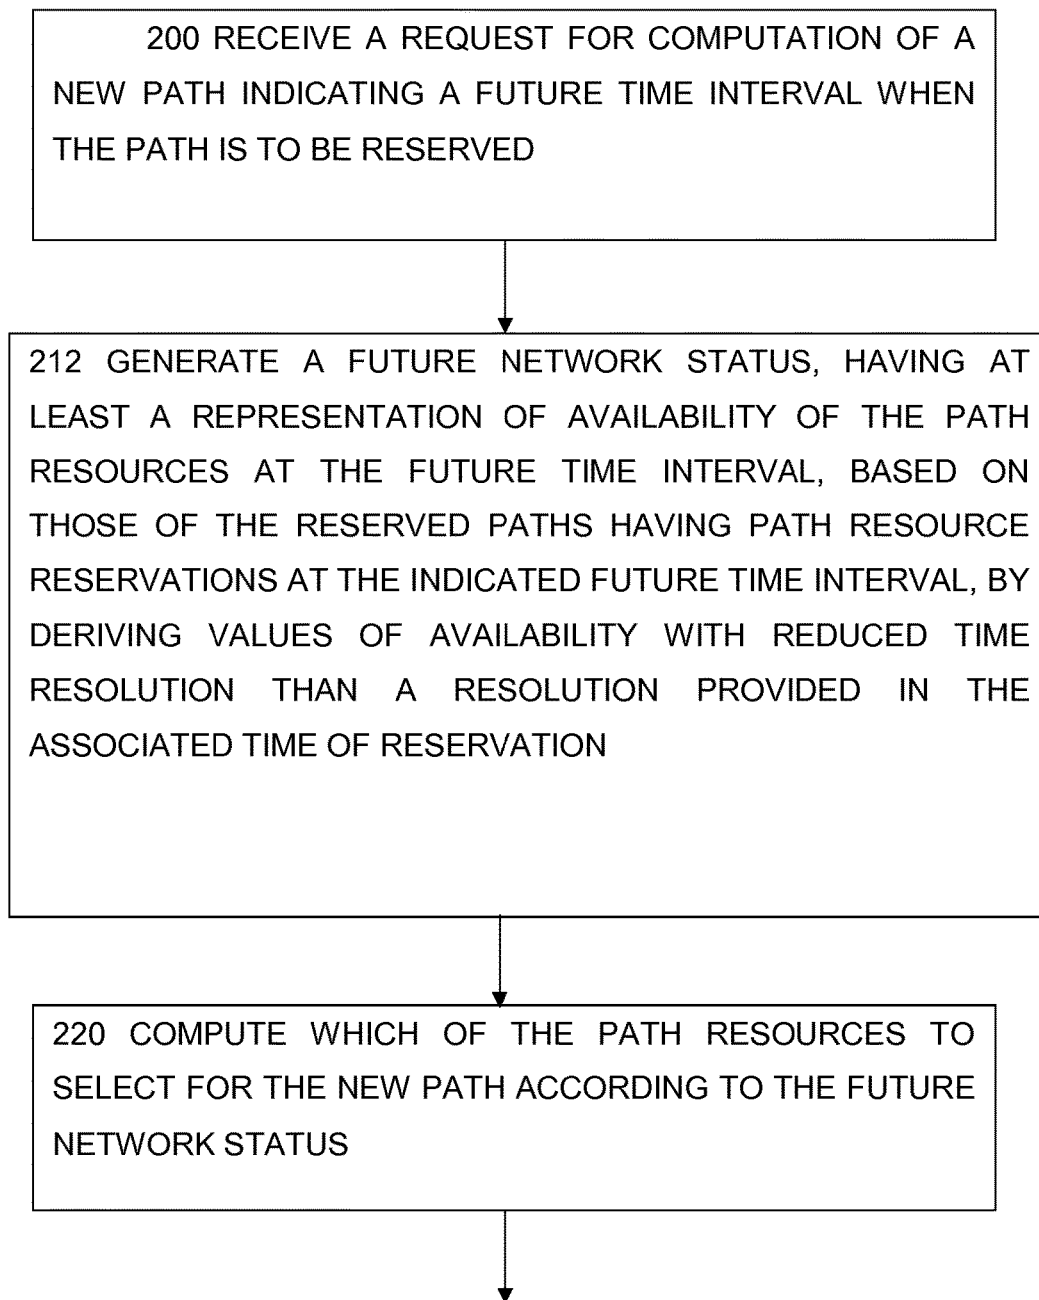 200 RECEIVE A REQUEST FOR COMPUTATION OF A
NEW PATH INDICATING A FUTURE TIME INTERVAL WHEN
THE PATH IS TO BE RESERVED
212 GENERATE A FUTURE NETWORK STATUS, HAVING AT
LEAST A REPRESENTATION OF AVAILABILITY OF THE PATH
RESOURCES AT THE FUTURE TIME INTERVAL, BASED ON
THOSE OF THE RESERVED PATHS HAVING PATH RESOURCE
RESERVATIONS AT THE INDICATED FUTURE TIME INTERVAL, BY
DERIVING VALUES OF AVAILABILITY WITH REDUCED TIME
RESOLUTION THAN A RESOLUTION PROVIDED IN THE
ASSOCIATED TIME OF RESERVATION
220 COMPUTE WHICH OF THE PATH RESOURCES TO
SELECT FOR THE NEW PATH ACCORDING TO THE FUTURE
NETWORK STATUS